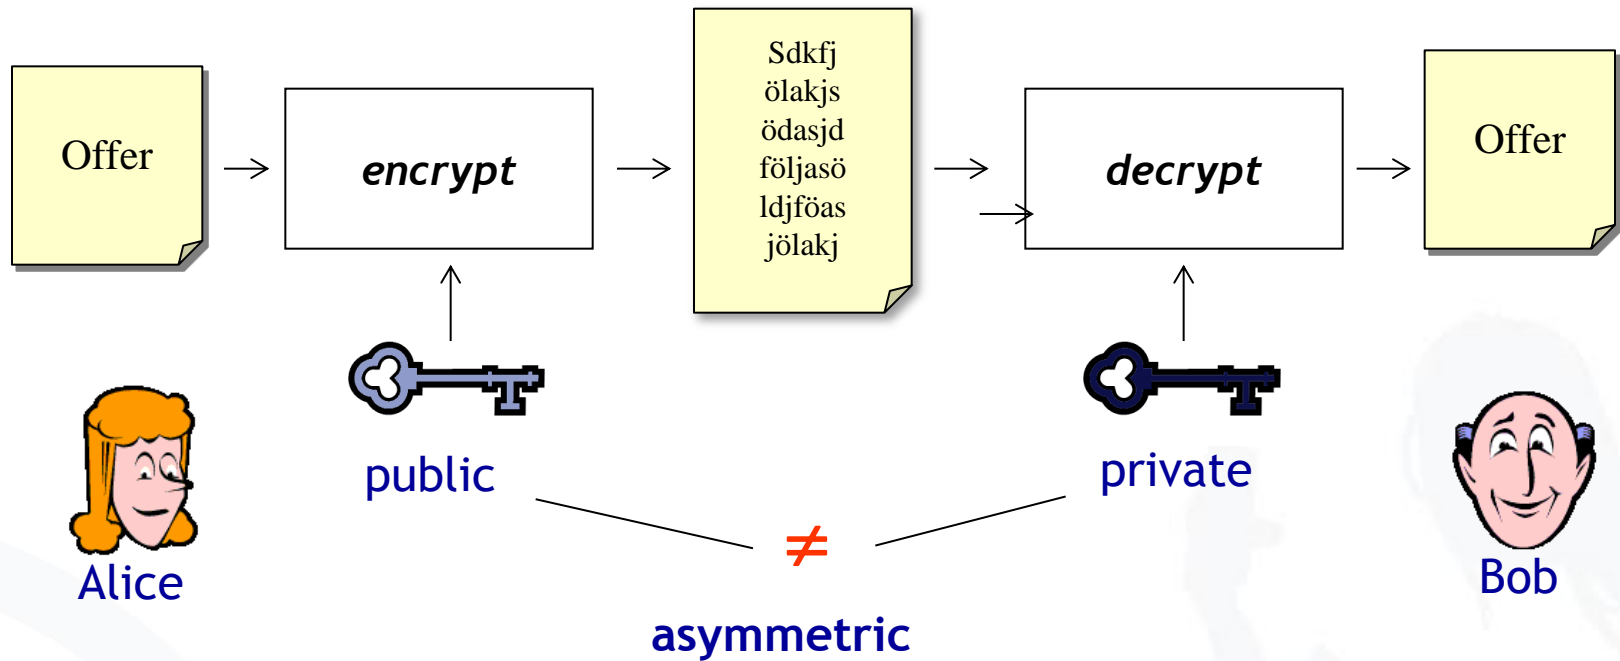 Offer
encrypt
Sdkfj
ölakjs
ödasjd
följasö
ldjföas
jölakj
decrypt
Offer
public
private
≠
Alice
Bob
asymmetric